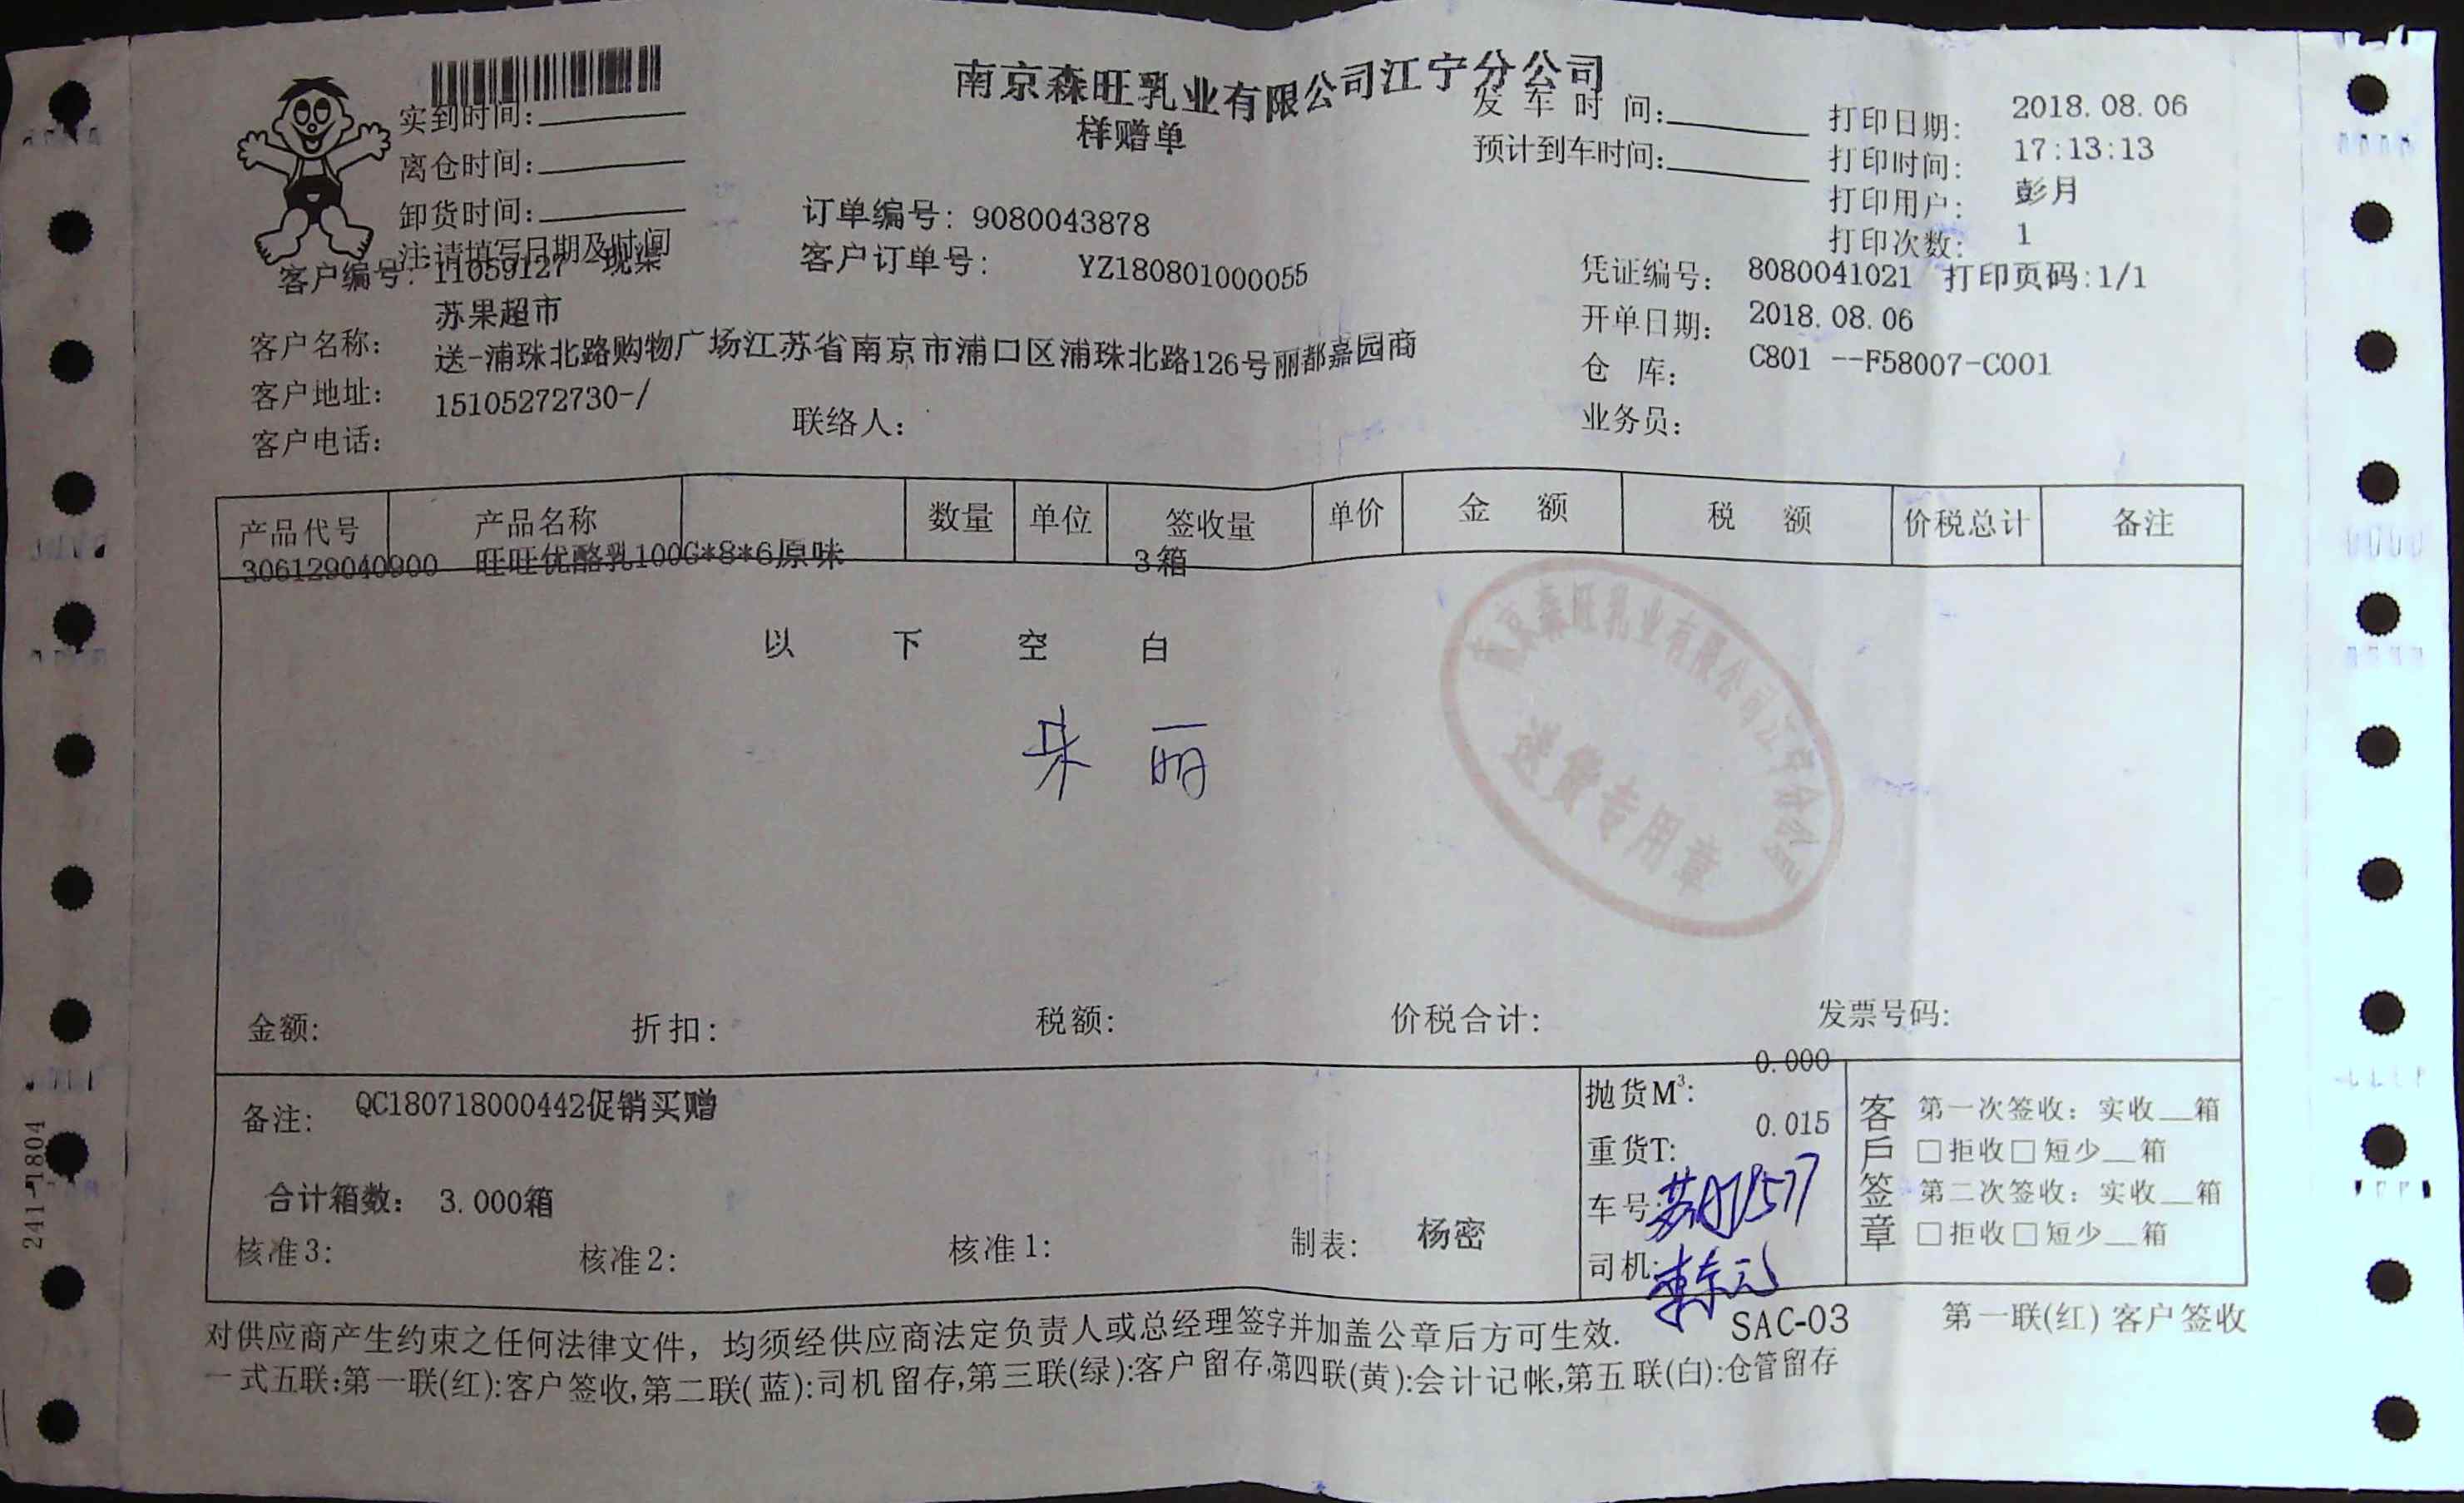 南京森旺乳业有限公司江宁分公司
样赠单
实到时间:
离仓时间:
卸货时间:
注:请填写日期及时间
发车时间:
预计到车时间:
打印日期: 2018.08.06
打印时间: 17:13:13
打印用户: 彭月
打印次数: 1
订单编号: 9080043878
客户订单号: YZ180801000055
客户编号: 11059127 现渠
凭证编号: 8080041021 打印页码:1/1
苏果超市
开单日期: 2018.08.06
客户名称: 送-浦珠北路购物广场江苏省南京市浦口区浦珠北路126号丽都嘉园商
仓 库: C801 --F58007-C001
客户地址: 15105272730-/
联络人:
业务员:
客户电话:
产品代号 产品名称 数量 单位 签收量 单价 金 额 税 额 价税总计 备注
306129040900 旺旺优酪乳100G*8*6原味 3箱
以 下 空 白
朱 丽
南京森旺乳业有限公司江宁分公司
送货专用章
金额: 折扣: 税额: 价税合计: 发票号码:
备注: QC180718000442促销买赠
合计箱数: 3.000箱
核准3: 核准2: 核准1: 制表: 杨密
0.000
抛货M³:
0.015
重货T:
车号:
司机:
客户签章
第一次签收: 实收__箱
□拒收□短少__箱
第二次签收: 实收__箱
□拒收□短少__箱
对供应商产生约束之任何法律文件, 均须经供应商法定负责人或总经理签字并加盖公章后方可生效.
SAC-03
第一联(红) 客户签收
一式五联:第一联(红):客户签收,第二联(蓝):司机留存,第三联(绿):客户留存,第四联(黄):会计记帐,第五联(白):仓管留存
241-1804